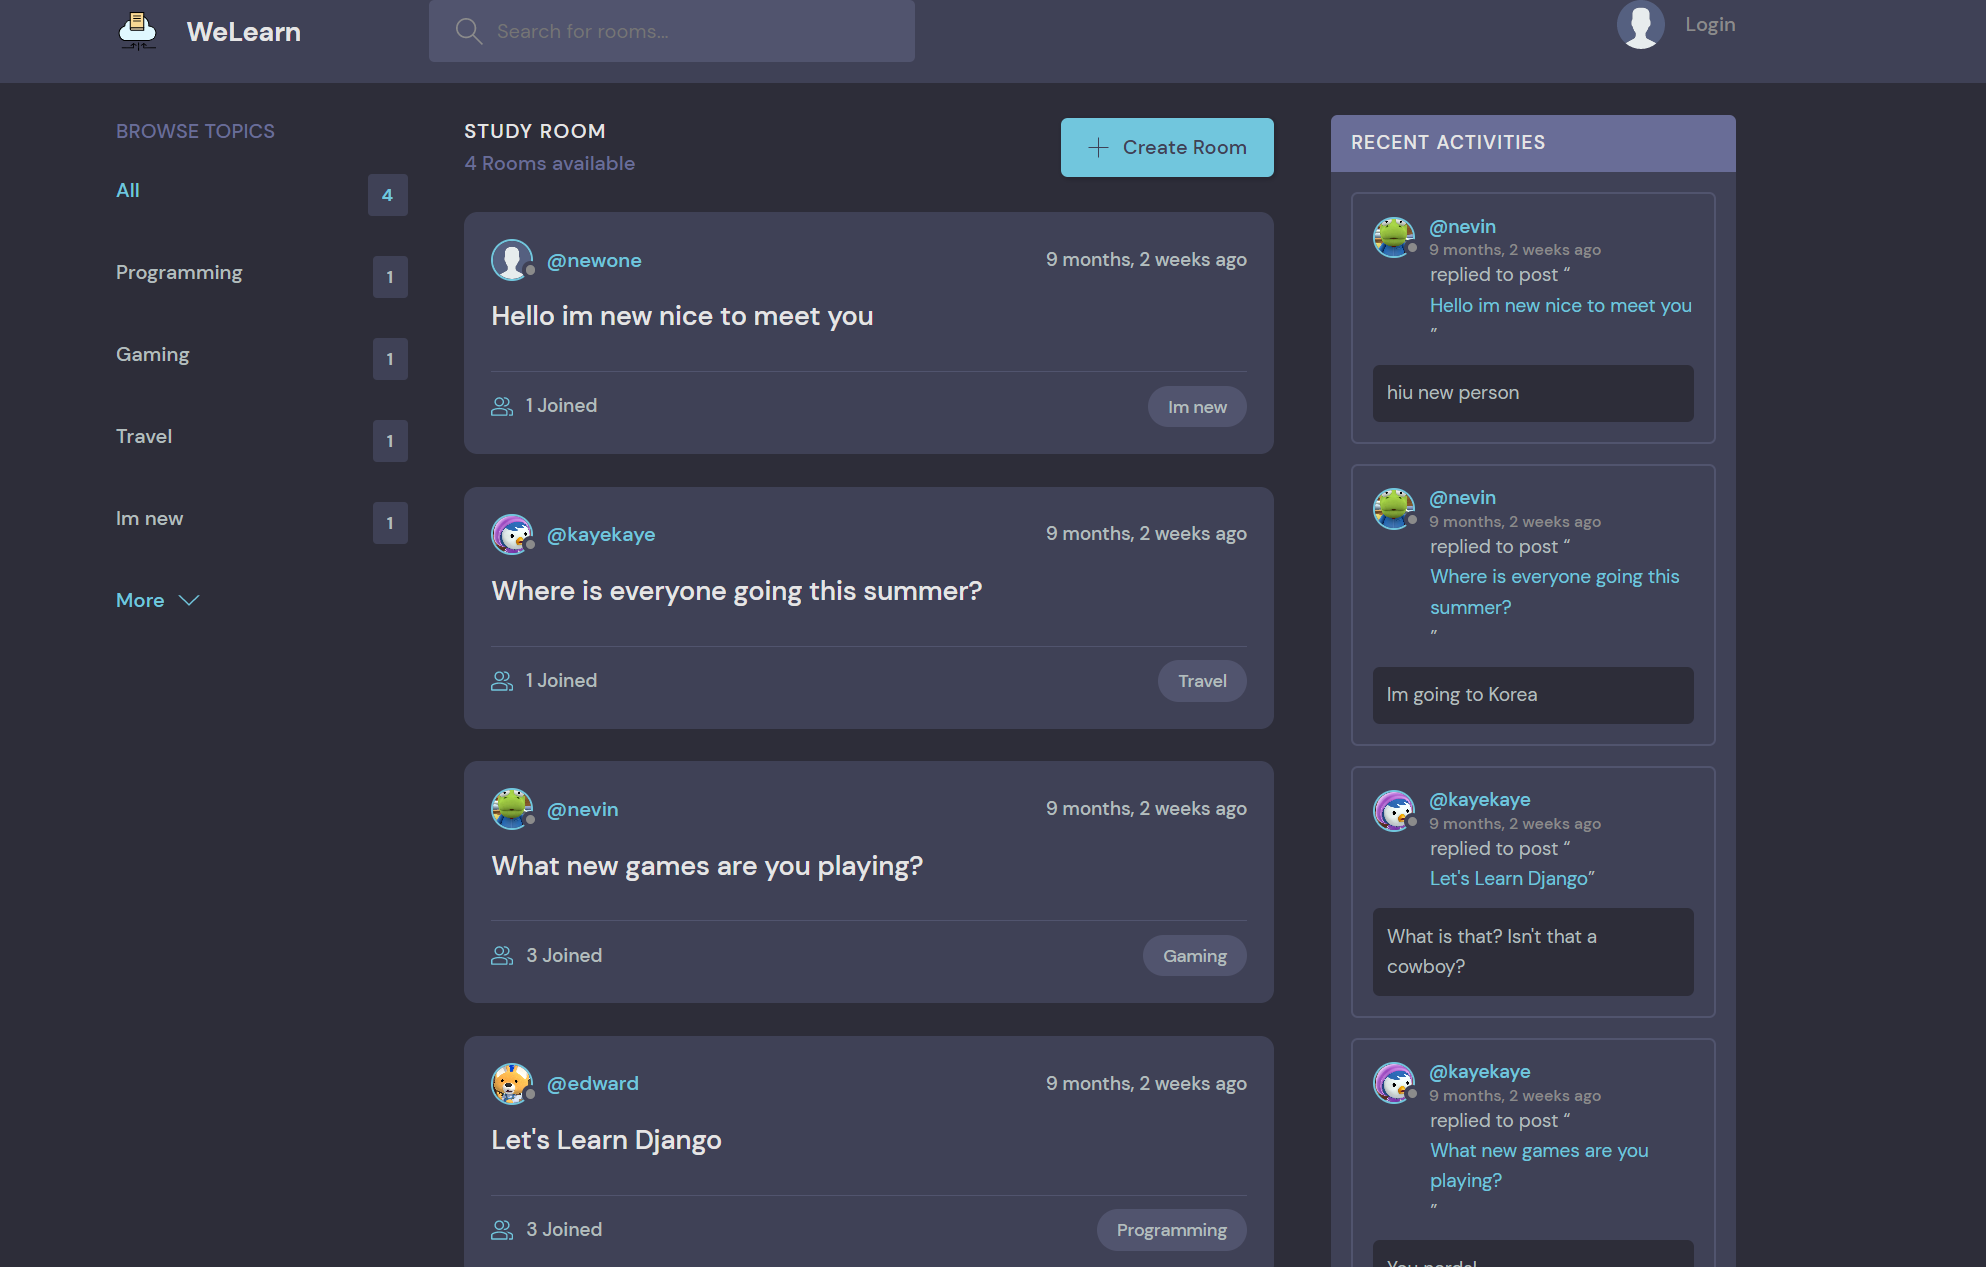 WeLearn
Search for rooms...
Login
BROWSE TOPICS
All
4
Programming
1
Gaming
1
Travel
1
Im new
1
More
STUDY ROOM
4 Rooms available
Create Room
@newone
9 months, 2 weeks ago
Hello im new nice to meet you
1 Joined
Im new
@kayekaye
9 months, 2 weeks ago
Where is everyone going this summer?
1 Joined
Travel
@nevin
9 months, 2 weeks ago
What new games are you playing?
3 Joined
Gaming
@edward
9 months, 2 weeks ago
Let's Learn Django
3 Joined
Programming
RECENT ACTIVITIES
@nevin
9 months, 2 weeks ago
replied to post “
Hello im new nice to meet you
”
hiu new person
@nevin
9 months, 2 weeks ago
replied to post “
Where is everyone going this
summer?
”
Im going to Korea
@kayekaye
9 months, 2 weeks ago
replied to post “
Let's Learn Django”
What is that? Isn't that a
cowboy?
@kayekaye
9 months, 2 weeks ago
replied to post “
What new games are you
playing?
”